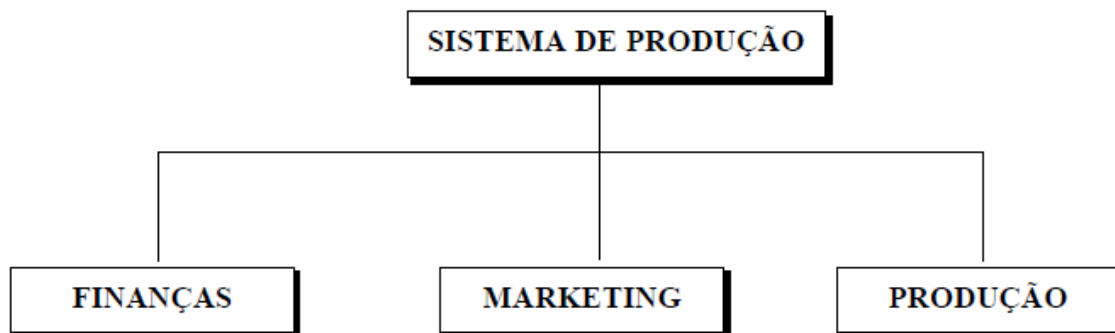 SISTEMA DE PRODUÇÃO
FINANÇAS
MARKETING
PRODUÇÃO